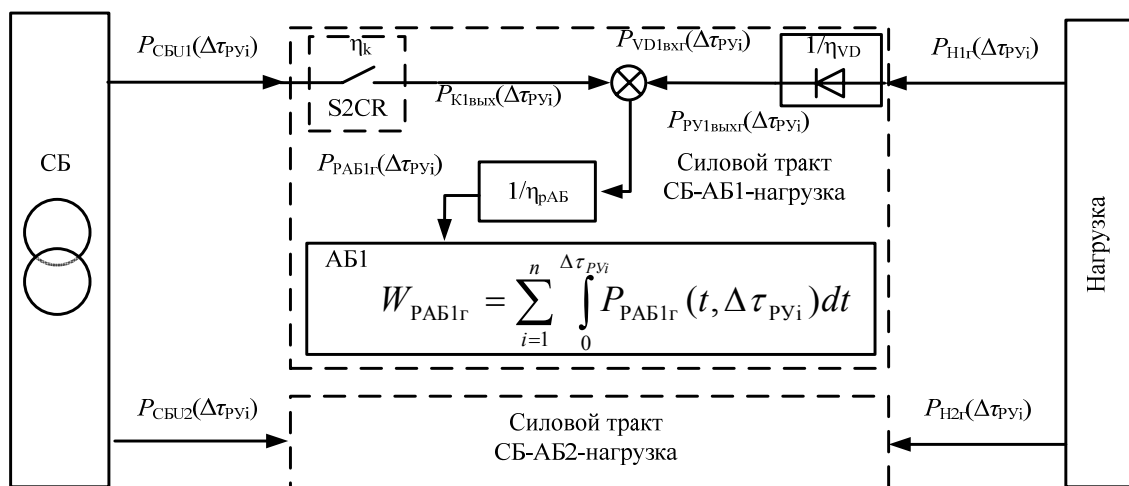 СБ
P_СБU1(Δτ_РУi)
η_k
S2CR
P_К1вых(Δτ_РУi)
P_VD1вхг(Δτ_РУi)
1/η_VD
P_Н1г(Δτ_РУi)
P_РУ1выхг(Δτ_РУi)
P_РАБ1г(Δτ_РУi)
1/η_рАБ
Силовой тракт
СБ-АБ1-нагрузка
АБ1
W_РАБ1г = ∑_{i=1}^{n} ∫_0^{Δτ_РУi} P_РАБ1г (t, Δτ_РУi)dt
Нагрузка
P_СБU2(Δτ_РУi)
Силовой тракт
СБ-АБ2-нагрузка
P_Н2г(Δτ_РУi)